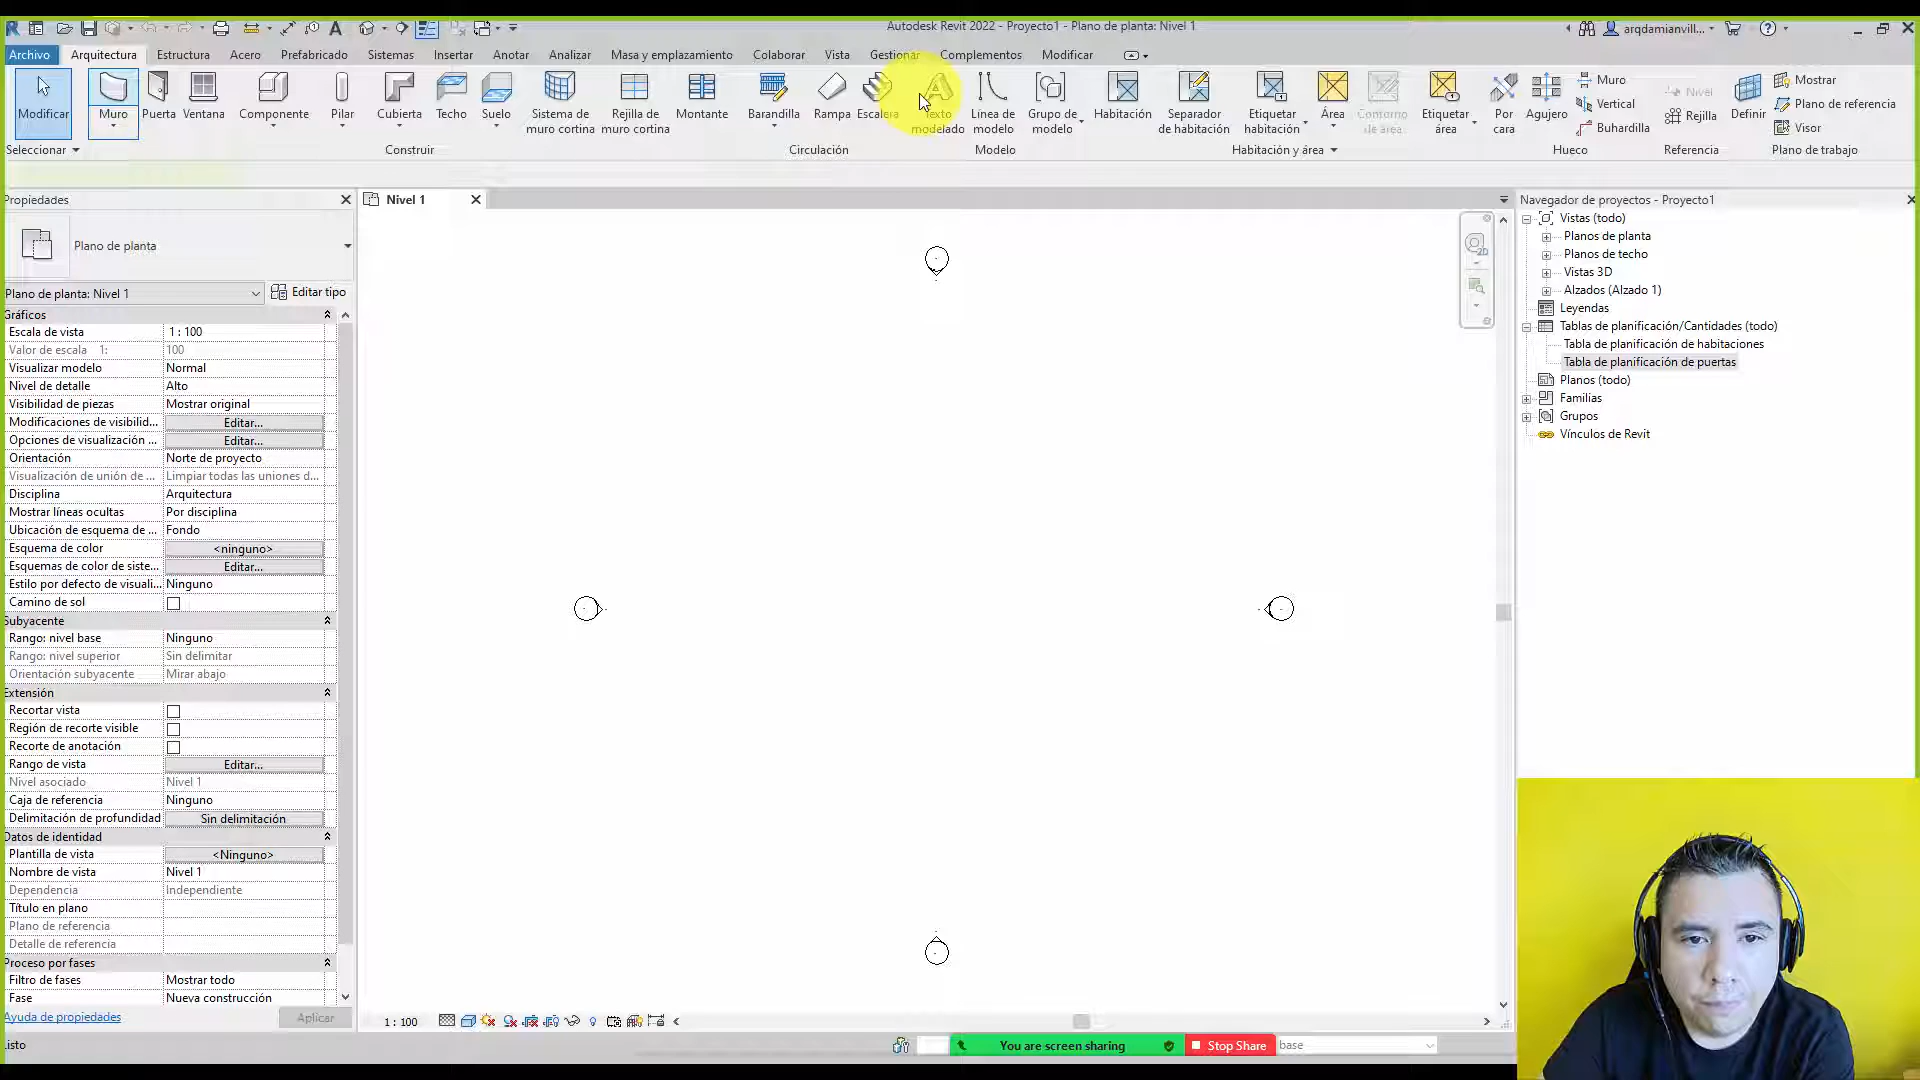 Autodesk Revit 2022 - Proyecto1 - Plano de planta: Nivel 1
arqdamianvill...
Archivo Arquitectura Estructura Acero Prefabricado Sistemas Insertar Anotar Analizar Masa y emplazamiento Colaborar Vista Gestionar Complementos Modificar
Modificar Muro Puerta Ventana Componente Pilar Cubierta Techo Suelo Sistema de muro cortina Rejilla de muro cortina Montante Barandilla Rampa Escalera Texto modelado Línea de modelo Grupo de modelo Habitación Separador de habitación Etiquetar habitación Área Contorno de área Etiquetar área Por cara Agujero Muro Vertical Buhardilla Nivel Rejilla Definir Mostrar Plano de referencia Visor
Seleccionar Construir Circulación Modelo Habitación y área Hueco Referencia Plano de trabajo
Propiedades
Plano de planta
Plano de planta: Nivel 1 Editar tipo
Gráficos
Escala de vista 1 : 100
Valor de escala 1: 100
Visualizar modelo Normal
Nivel de detalle Alto
Visibilidad de piezas Mostrar original
Modificaciones de visibilid... Editar...
Opciones de visualización ... Editar...
Orientación Norte de proyecto
Visualización de unión de ... Limpiar todas las uniones d...
Disciplina Arquitectura
Mostrar líneas ocultas Por disciplina
Ubicación de esquema de ... Fondo
Esquema de color <ninguno>
Esquemas de color de siste... Editar...
Estilo por defecto de visuali... Ninguno
Camino de sol
Subyacente
Rango: nivel base Ninguno
Rango: nivel superior Sin delimitar
Orientación subyacente Mirar abajo
Extensión
Recortar vista
Región de recorte visible
Recorte de anotación
Rango de vista Editar...
Nivel asociado Nivel 1
Caja de referencia Ninguno
Delimitación de profundidad Sin delimitación
Datos de identidad
Plantilla de vista <Ninguno>
Nombre de vista Nivel 1
Dependencia Independiente
Título en plano
Plano de referencia
Detalle de referencia
Proceso por fases
Filtro de fases Mostrar todo
Fase Nueva construcción
Ayuda de propiedades Aplicar
Nivel 1
2D
1 : 100
Navegador de proyectos - Proyecto1
Vistas (todo)
Planos de planta
Planos de techo
Vistas 3D
Alzados (Alzado 1)
Leyendas
Tablas de planificación/Cantidades (todo)
Tabla de planificación de habitaciones
Tabla de planificación de puertas
Planos (todo)
Familias
Grupos
Vínculos de Revit
You are screen sharing Stop Share base